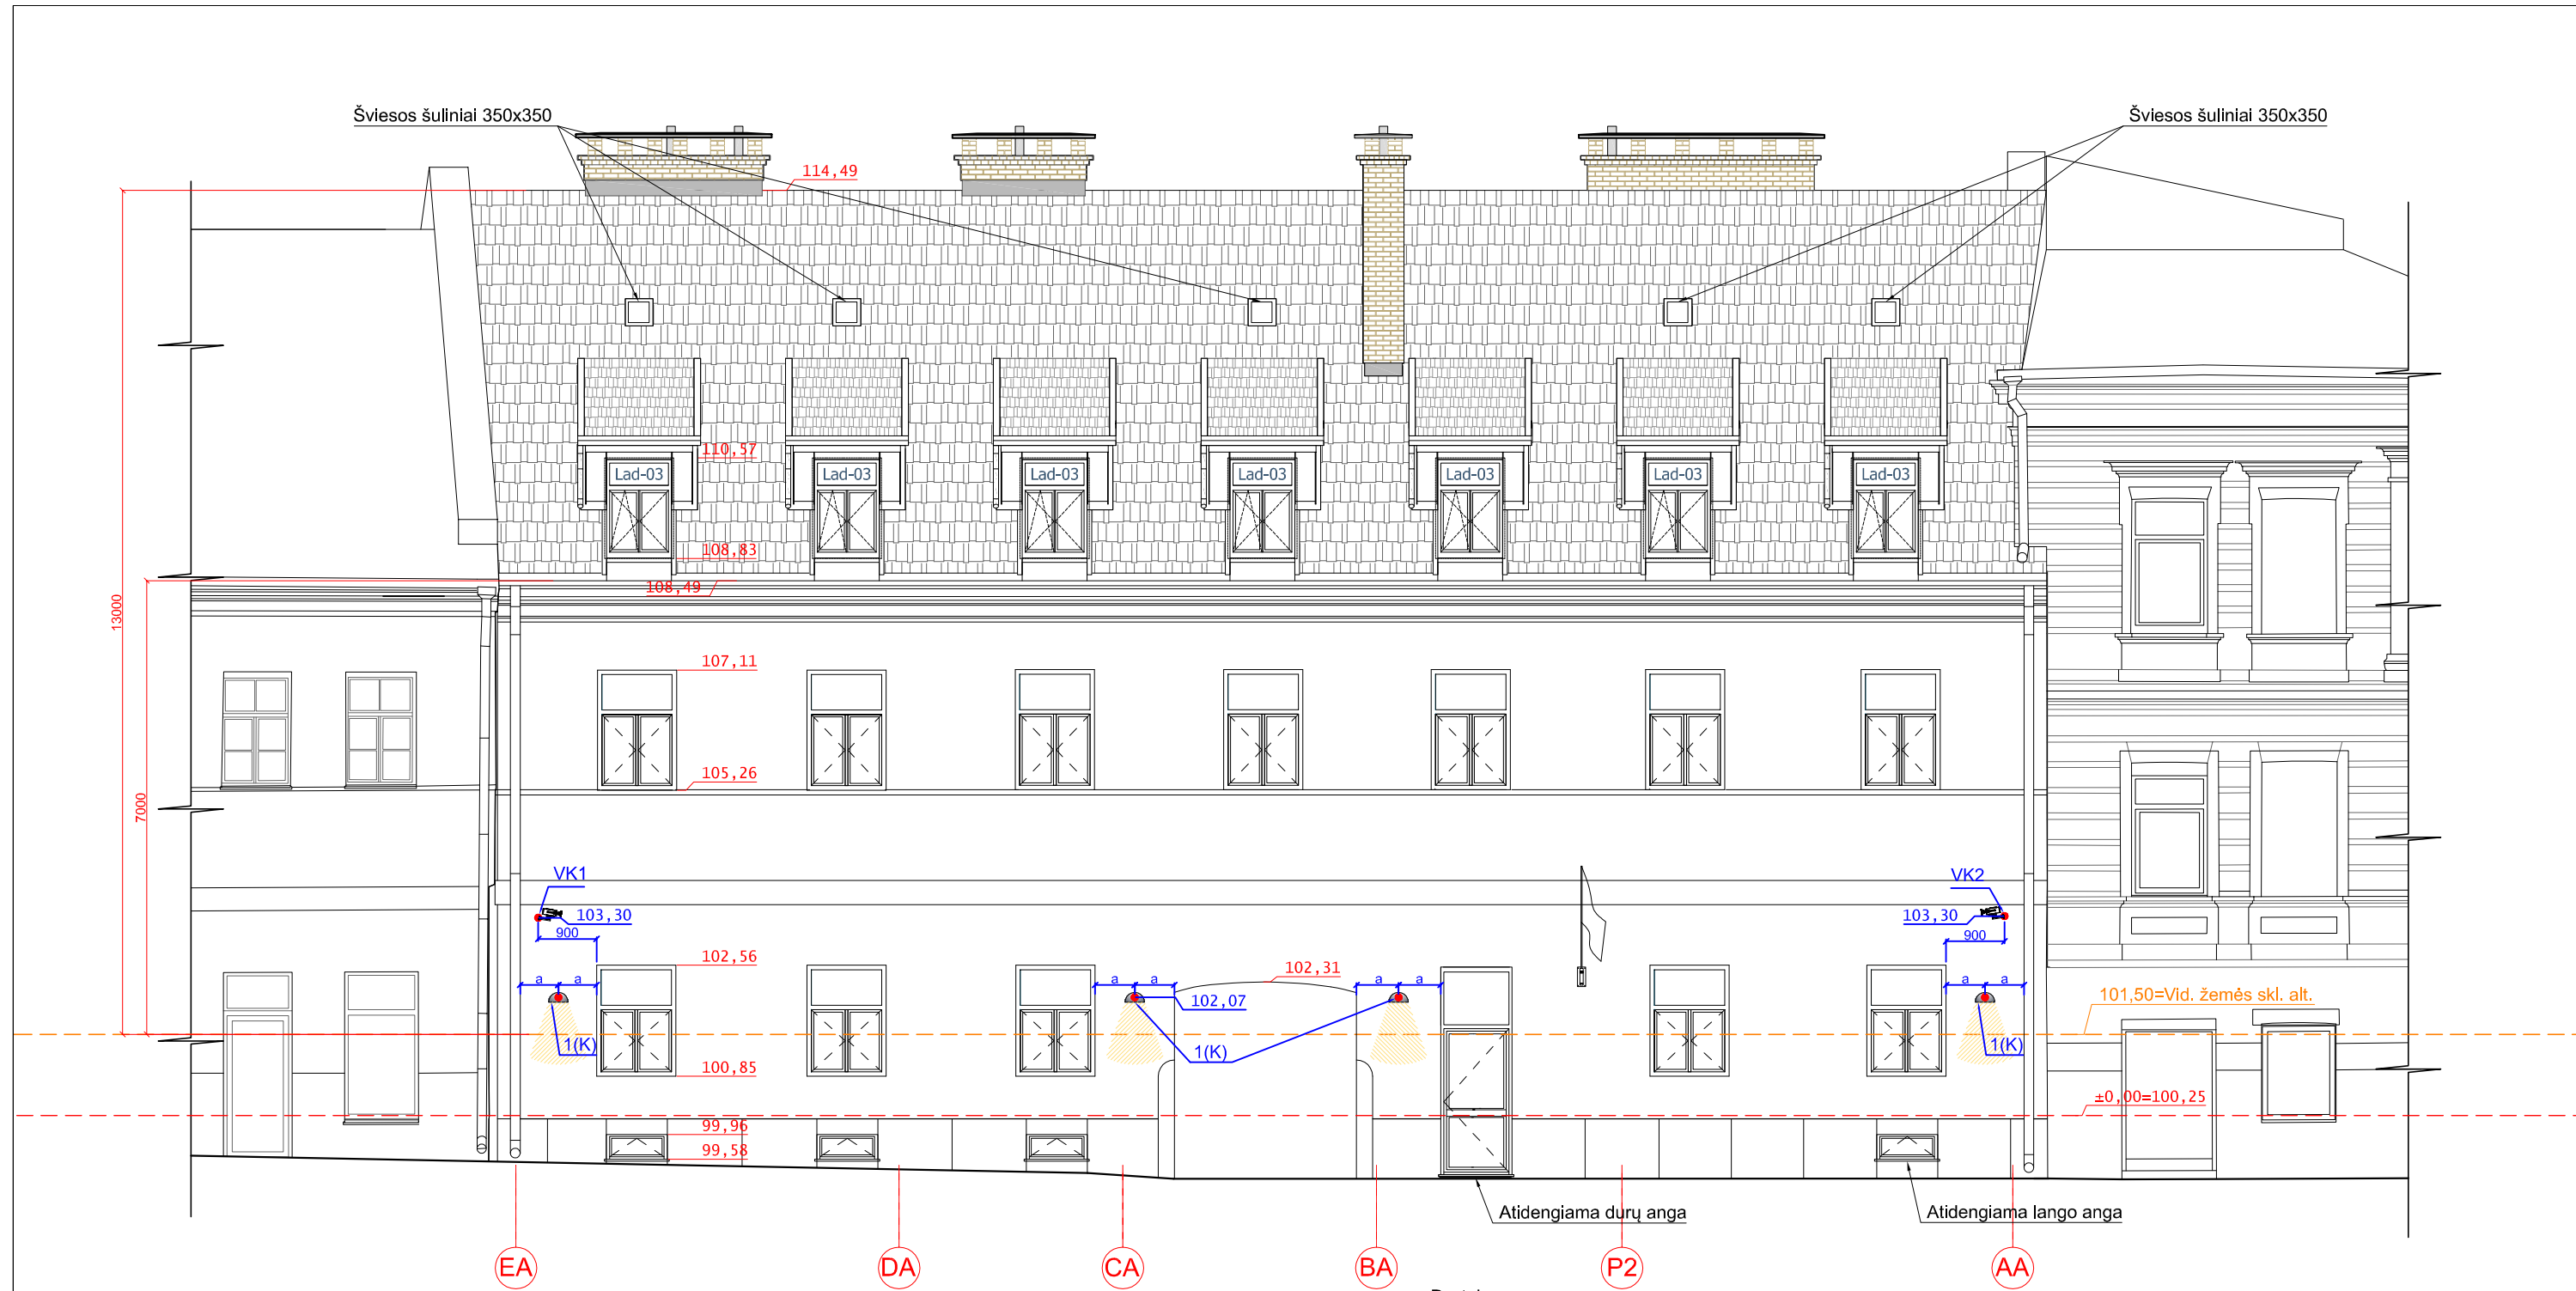 Šviesos šuliniai 350x350
Šviesos šuliniai 350x350
114,49
110,57
Lad-03
Lad-03
Lad-03
Lad-03
Lad-03
Lad-03
Lad-03
108,83
108,49
13000
7000
107,11
105,26
VK1
103,30
900
VK2
103,30
900
102,56
102,31
a
a
a
a
a
a
a
a
102,07
1(K)
1(K)
1(K)
101,50=Vid. žemės skl. alt.
100,85
±0,00=100,25
99,96
99,58
Atidengiama durų anga
Atidengiama lango anga
EA
DA
CA
BA
P2
AA